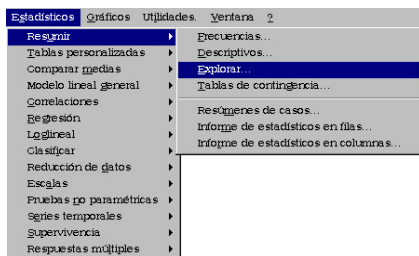 Estadísticos Gráficos Utilidades. Ventana ?
Resumir
Tablas personalizadas
Comparar medias
Modelo lineal general
Correlaciones
Regresión
Loglineal
Clasificar
Reducción de datos
Escalas
Pruebas no paramétricas
Series temporales
Supervivencia
Respuestas múltiples
Frecuencias...
Descriptivos...
Explorar...
Tablas de contingencia...
Resúmenes de casos...
Informe de estadísticos en filas...
Informe de estadísticos en columnas...